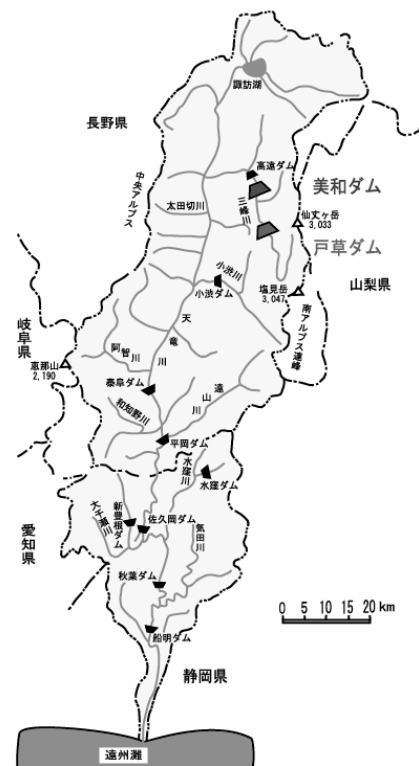 諏訪湖
長野県
高遠ダム
美和ダム
中央アルプス
太田切川
三峰川
仙丈ヶ岳
3,033
戸草ダム
小渋川
小渋ダム
塩見岳
3,047
山梨県
南アルプス連峰
岐阜県
天竜川
阿智川
恵那山
2,190
泰阜ダム
遠山川
和知野川
平岡ダム
水窪川
水窪ダム
大千瀬川
新豊根ダム
佐久岡ダム
気田川
愛知県
秋葉ダム
0 5 10 15 20 km
船明ダム
静岡県
遠州灘